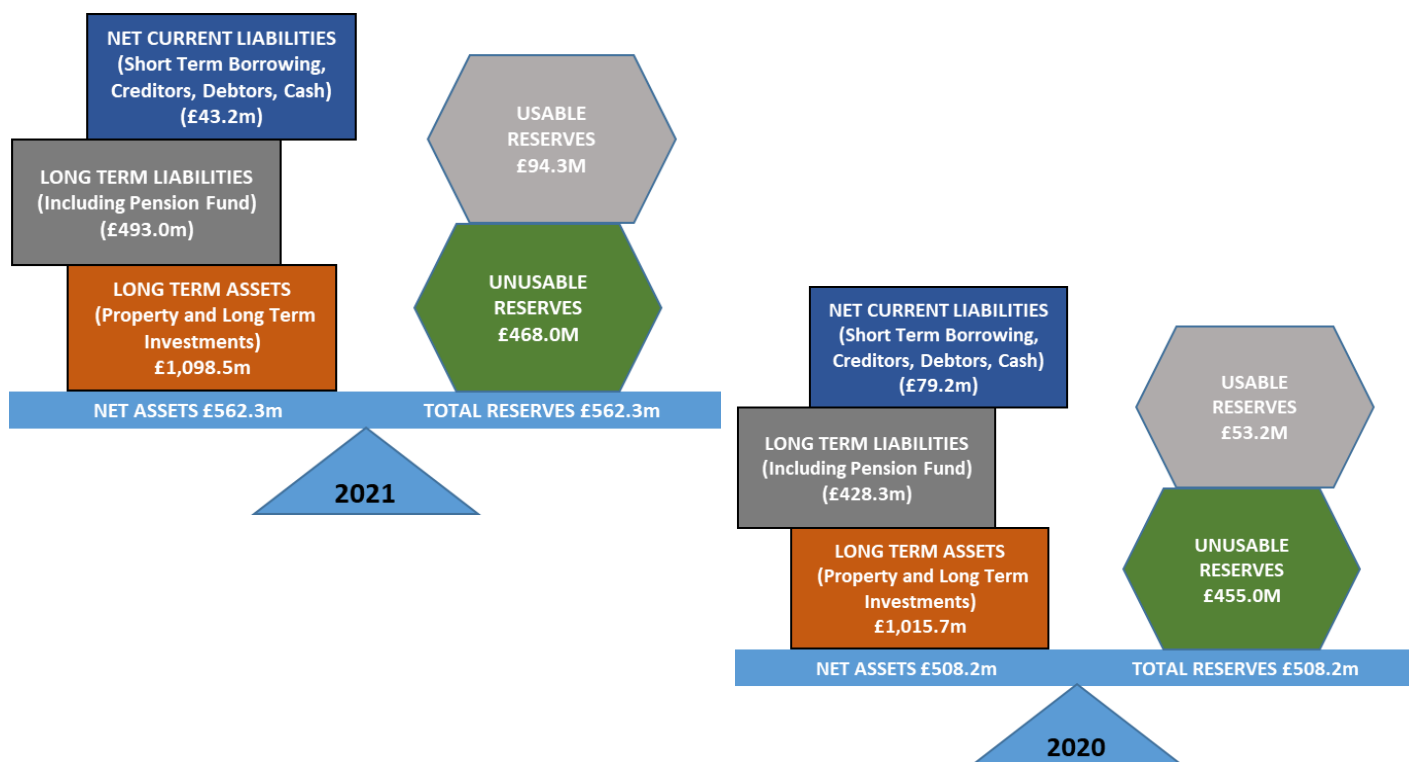 NET CURRENT LIABILITIES
(Short Term Borrowing,
Creditors, Debtors, Cash)
(£43.2m)
LONG TERM LIABILITIES
(Including Pension Fund)
(£493.0m)
LONG TERM ASSETS
(Property and Long Term
Investments)
£1,098.5m
USABLE
RESERVES
£94.3M
UNUSABLE
RESERVES
£468.0M
NET ASSETS £562.3m
TOTAL RESERVES £562.3m
2021
NET CURRENT LIABILITIES
(Short Term Borrowing,
Creditors, Debtors, Cash)
(£79.2m)
LONG TERM LIABILITIES
(Including Pension Fund)
(£428.3m)
LONG TERM ASSETS
(Property and Long Term
Investments)
£1,015.7m
USABLE
RESERVES
£53.2M
UNUSABLE
RESERVES
£455.0M
NET ASSETS £508.2m
TOTAL RESERVES £508.2m
2020